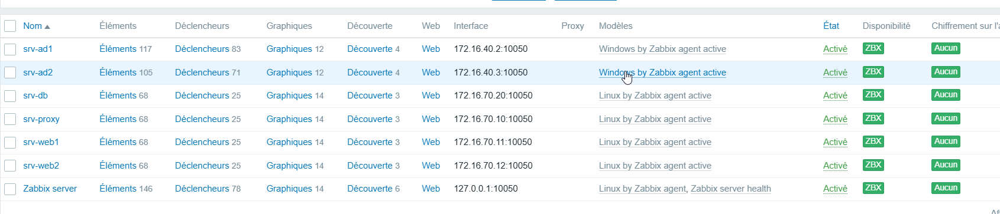 Nom Éléments Déclencheurs Graphiques Découverte Web Interface Proxy Modèles État Disponibilité Chiffrement sur l'a
srv-ad1 Éléments 117 Déclencheurs 83 Graphiques 12 Découverte 4 Web 172.16.40.2:10050 Windows by Zabbix agent active Activé ZBX Aucun
srv-ad2 Éléments 105 Déclencheurs 71 Graphiques 12 Découverte 4 Web 172.16.40.3:10050 Windows by Zabbix agent active Activé ZBX Aucun
srv-db Éléments 68 Déclencheurs 25 Graphiques 14 Découverte 3 Web 172.16.70.20:10050 Linux by Zabbix agent active Activé ZBX Aucun
srv-proxy Éléments 68 Déclencheurs 25 Graphiques 14 Découverte 3 Web 172.16.70.10:10050 Linux by Zabbix agent active Activé ZBX Aucun
srv-web1 Éléments 68 Déclencheurs 25 Graphiques 14 Découverte 3 Web 172.16.70.11:10050 Linux by Zabbix agent active Activé ZBX Aucun
srv-web2 Éléments 68 Déclencheurs 25 Graphiques 14 Découverte 3 Web 172.16.70.12:10050 Linux by Zabbix agent active Activé ZBX Aucun
Zabbix server Éléments 146 Déclencheurs 78 Graphiques 14 Découverte 6 Web 127.0.0.1:10050 Linux by Zabbix agent, Zabbix server health Activé ZBX Aucun